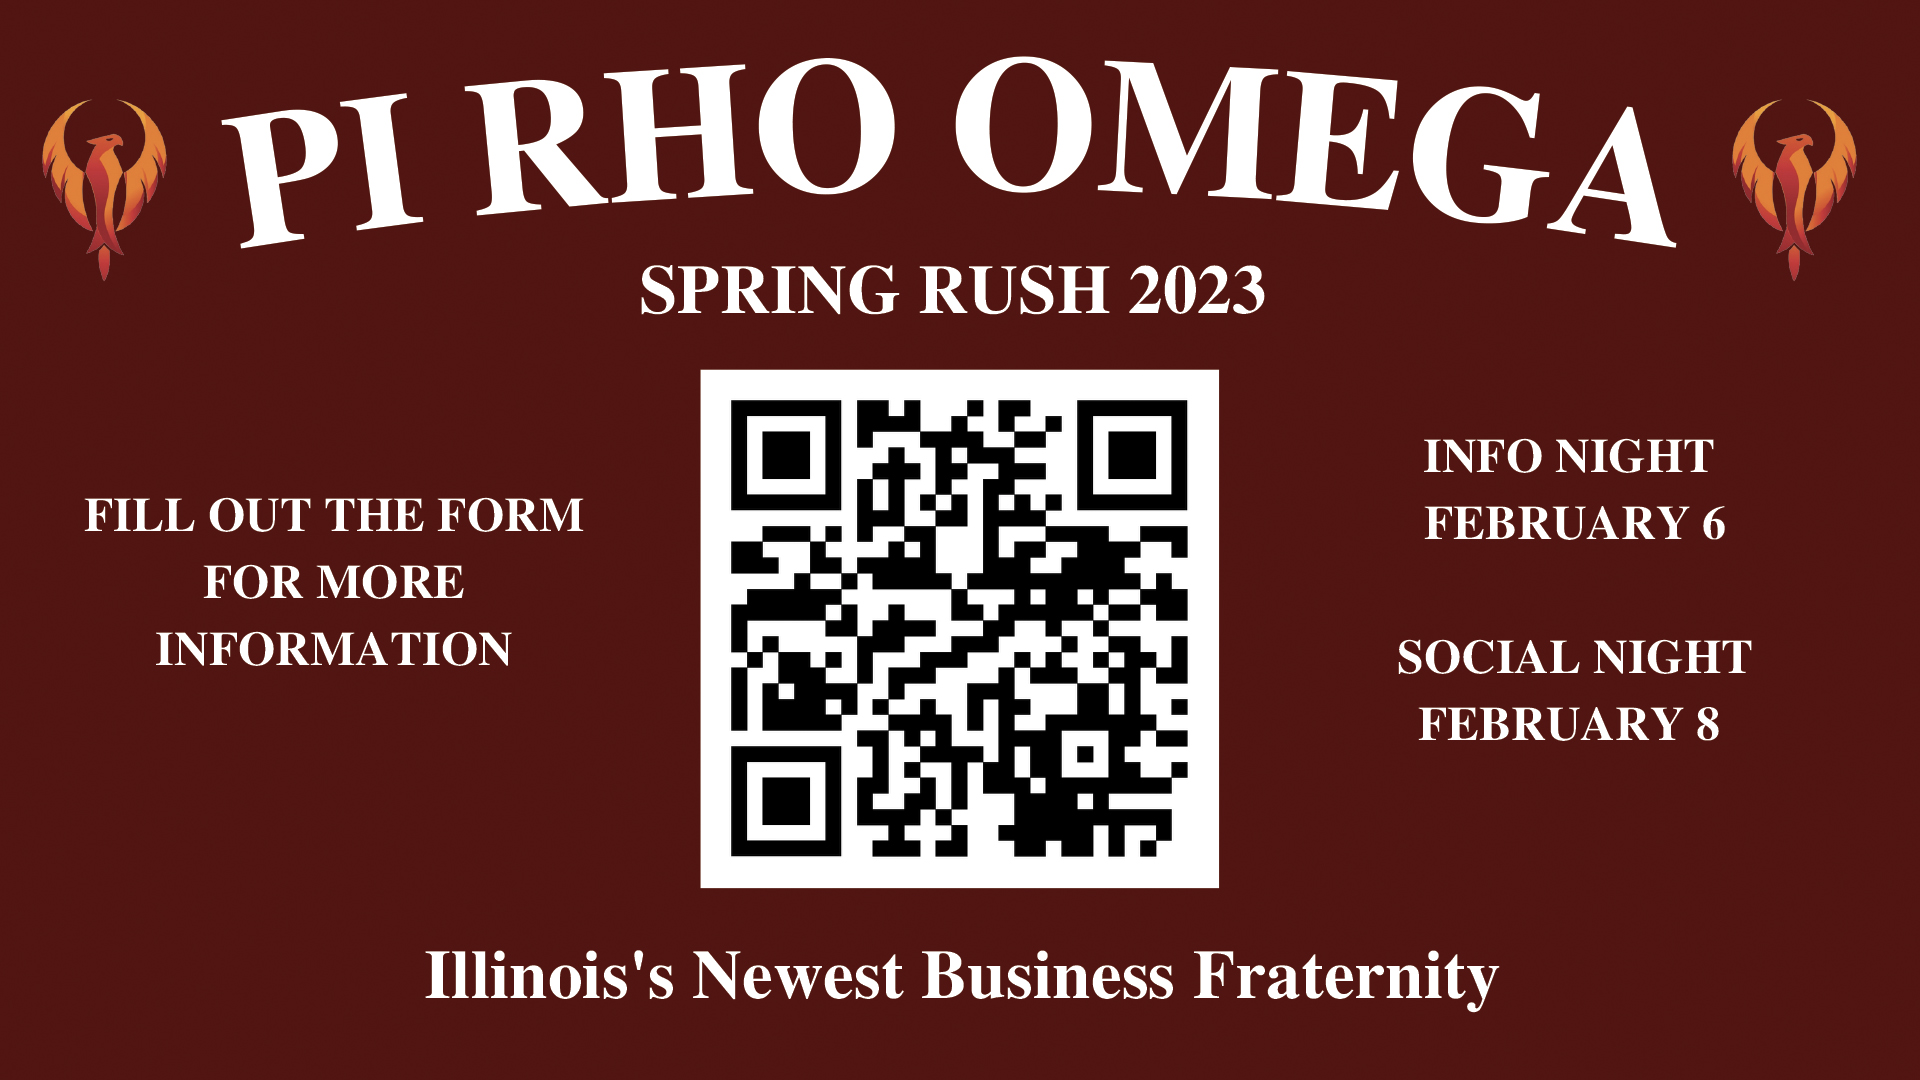 PI RHO OMEGA
SPRING RUSH 2023
FILL OUT THE FORM
FOR MORE
INFORMATION
INFO NIGHT
FEBRUARY 6
SOCIAL NIGHT
FEBRUARY 8
Illinois's Newest Business Fraternity